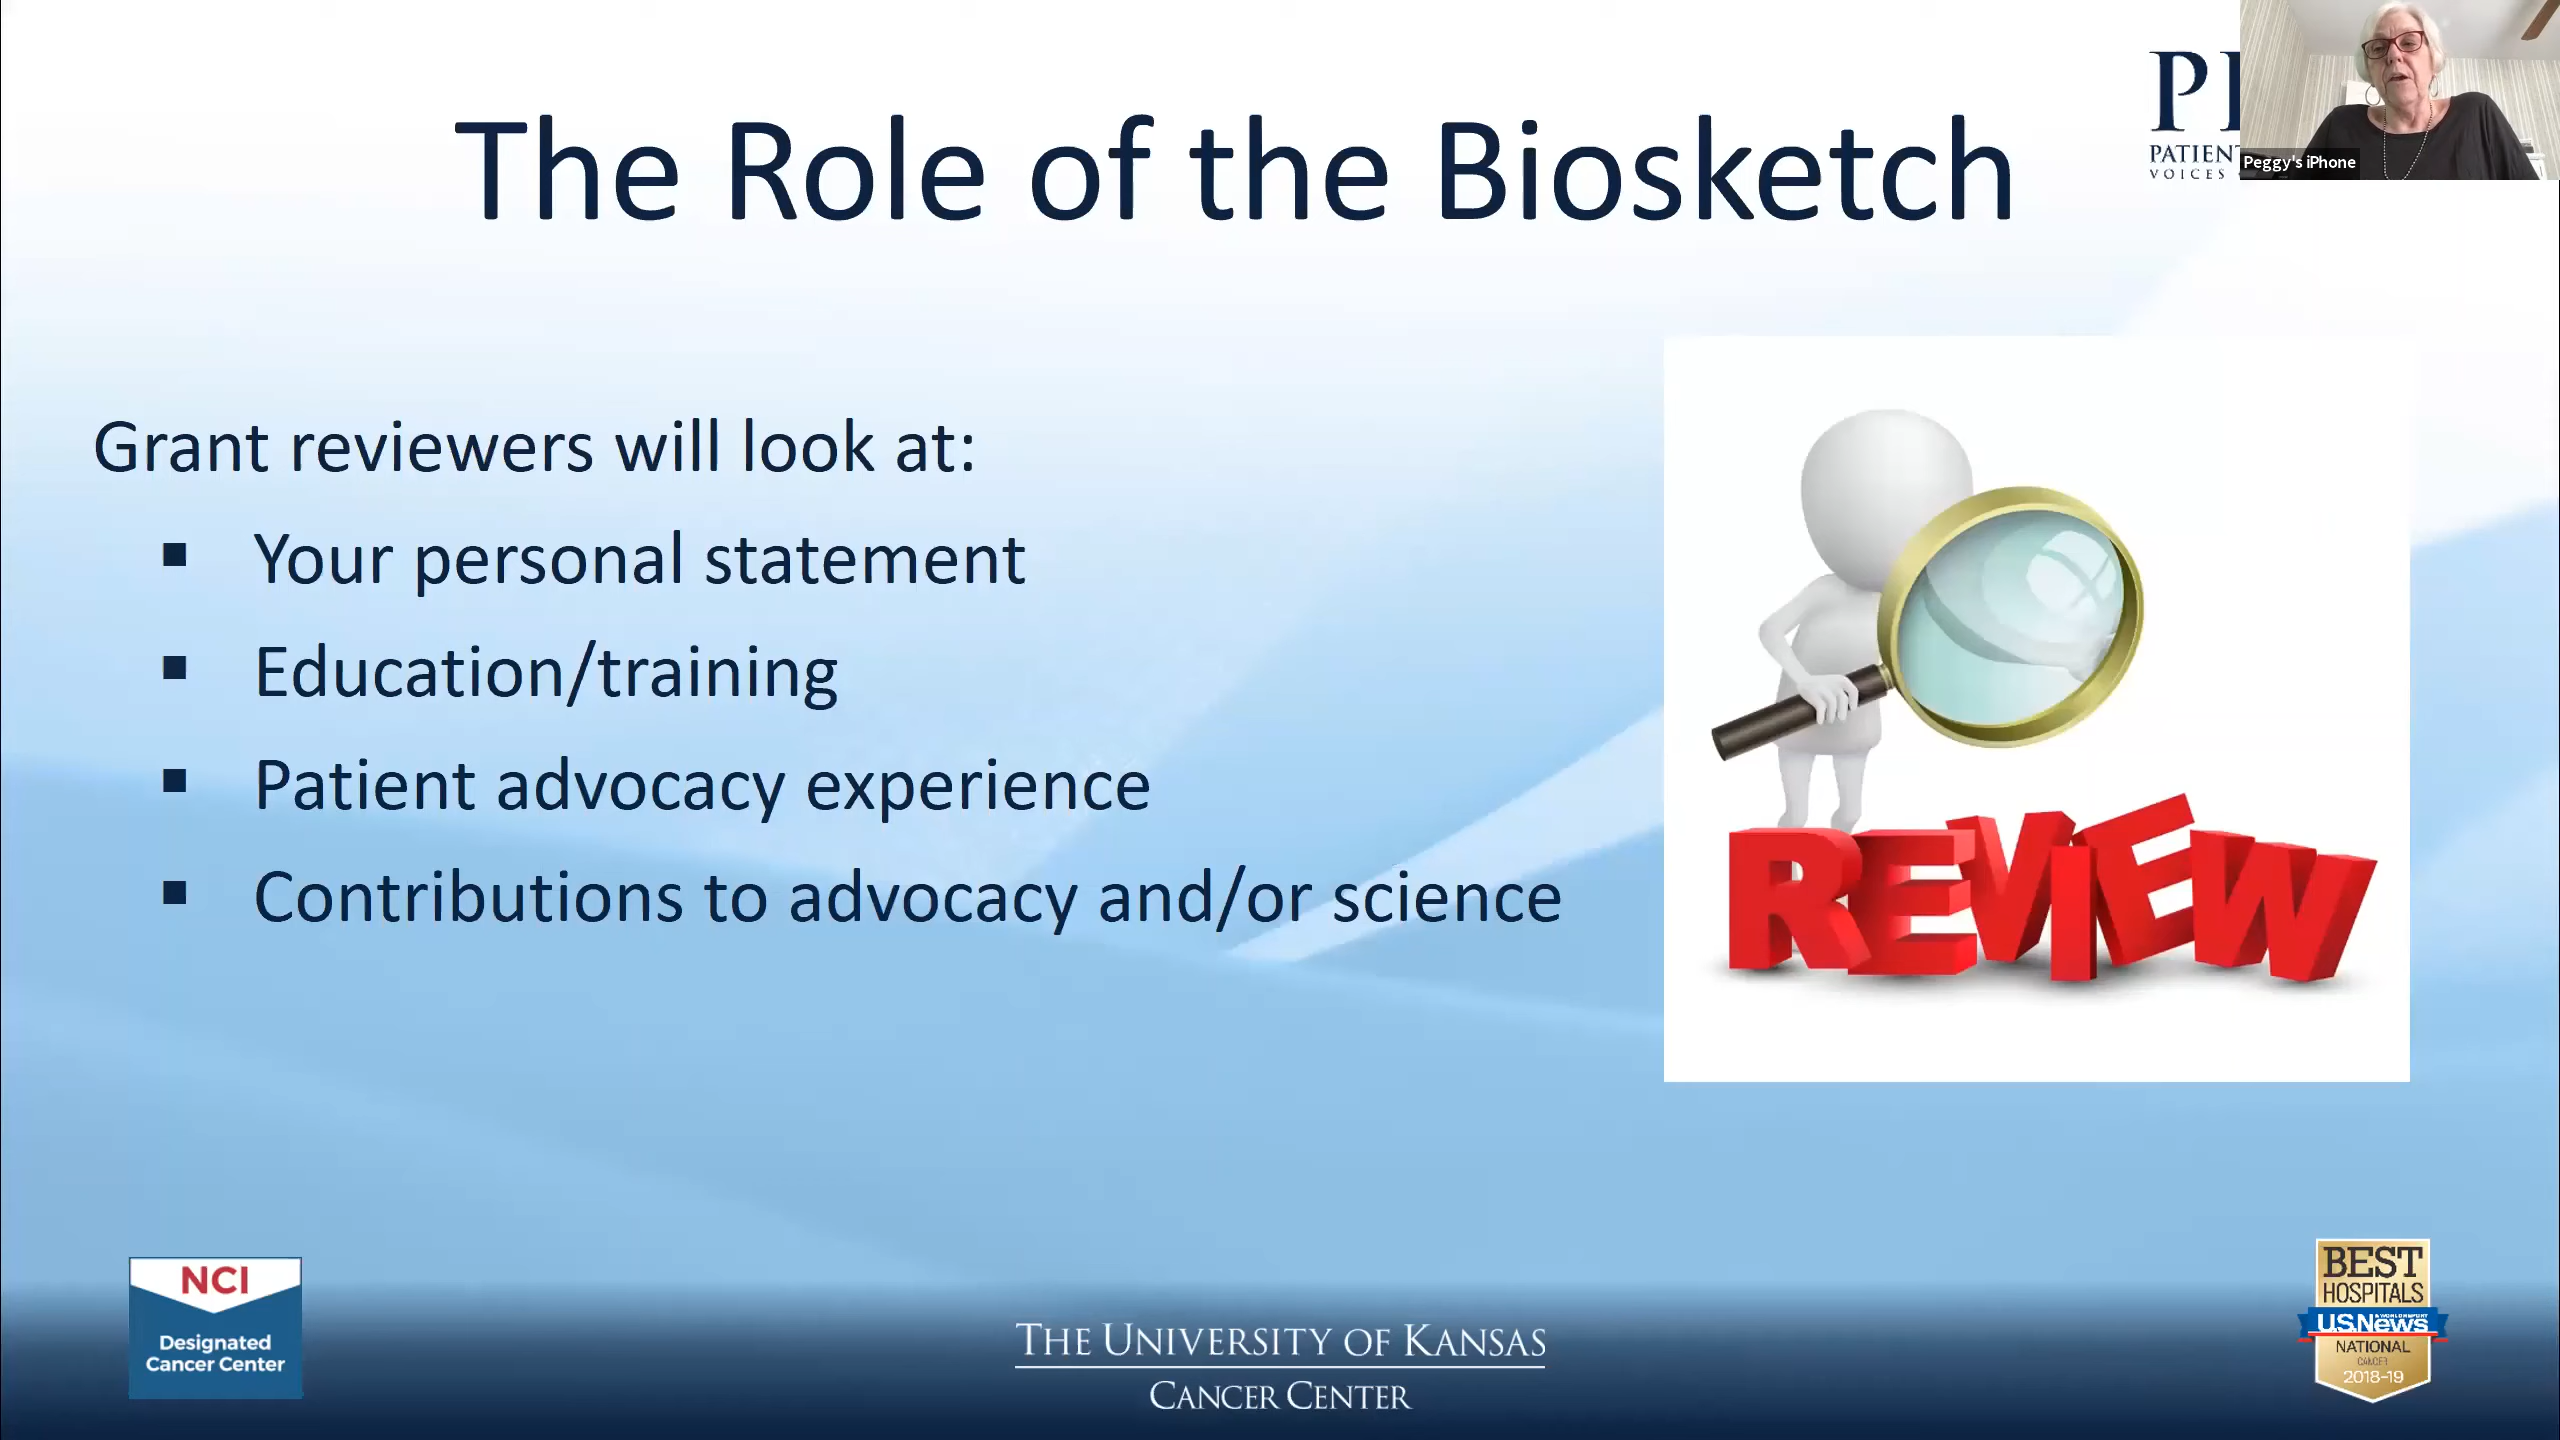 The Role of the Biosketch
PATIENT
VOICES
Peggy's iPhone
Grant reviewers will look at:
▪ Your personal statement
▪ Education/training
▪ Patient advocacy experience
▪ Contributions to advocacy and/or science
REVIEW
NCI
Designated
Cancer Center
THE UNIVERSITY OF KANSAS
CANCER CENTER
BEST
HOSPITALS
U.S.News
NATIONAL
CANCER
2018-19